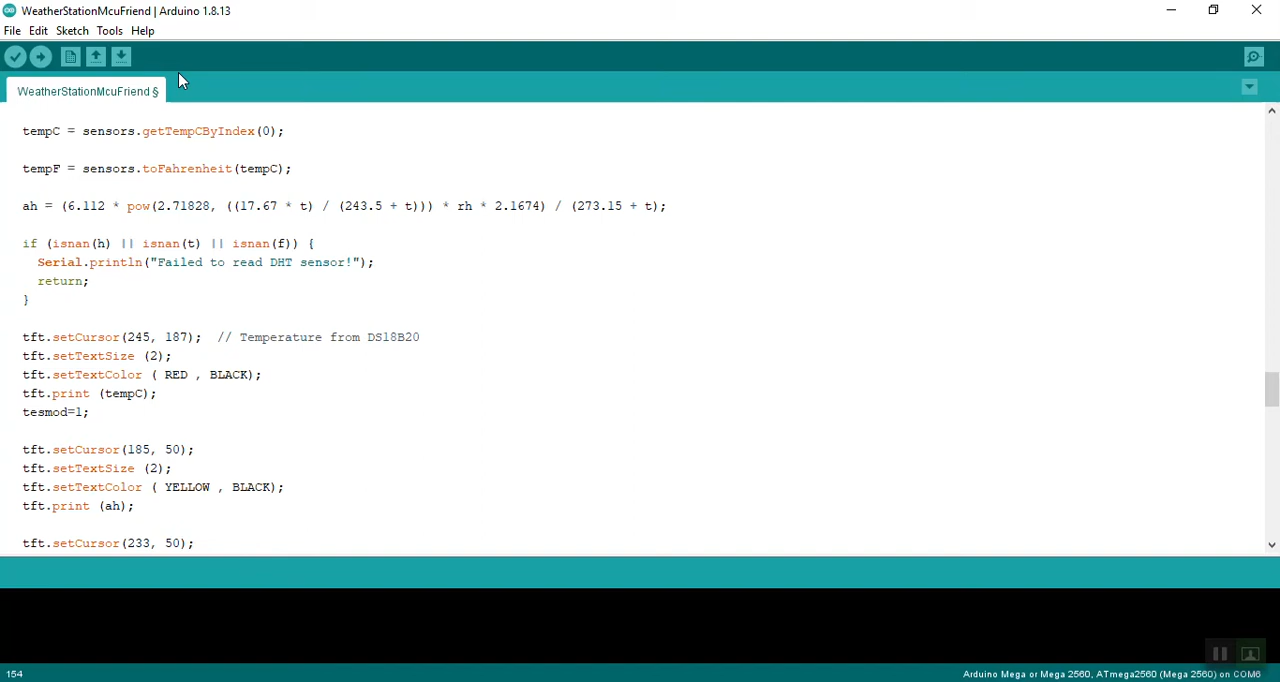 WeatherStationMcuFriend | Arduino 1.8.13
File Edit Sketch Tools Help
WeatherStationMcuFriend §
tempC = sensors.getTempCByIndex(0);
tempF = sensors.toFahrenheit(tempC);
ah = (6.112 * pow(2.71828, ((17.67 * t) / (243.5 + t))) * rh * 2.1674) / (273.15 + t);
if (isnan(h) || isnan(t) || isnan(f)) {
Serial.println("Failed to read DHT sensor!");
return;
}
tft.setCursor(245, 187);  // Temperature from DS18B20
tft.setTextSize (2);
tft.setTextColor ( RED , BLACK);
tft.print (tempC);
tesmod=1;
tft.setCursor(185, 50);
tft.setTextSize (2);
tft.setTextColor ( YELLOW , BLACK);
tft.print (ah);
tft.setCursor(233, 50);
154
Arduino Mega or Mega 2560, ATmega2560 (Mega 2560) on COM6